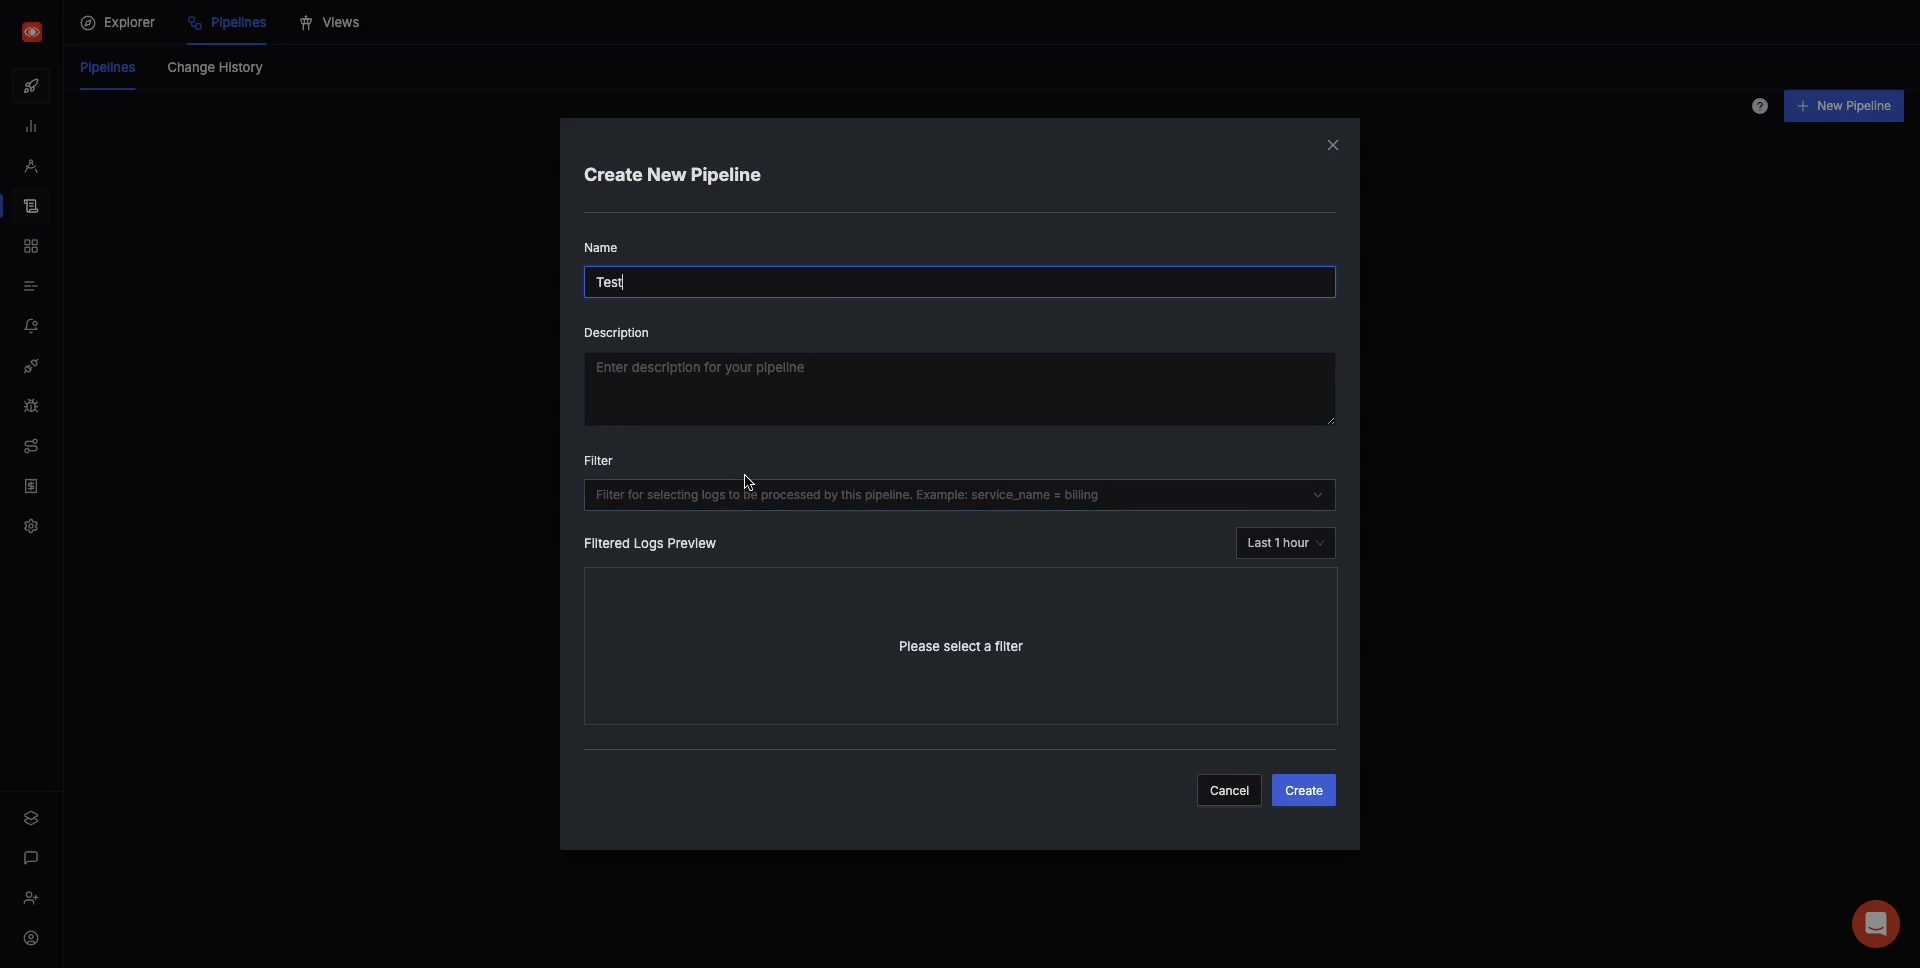 Explorer
Pipelines
Views
Pipelines
Change History
New Pipeline
Create New Pipeline
Name
Test
Description
Enter description for your pipeline
Filter
Filter for selecting logs to be processed by this pipeline. Example: service_name = billing
Filtered Logs Preview
Last 1 hour
Please select a filter
Cancel
Create